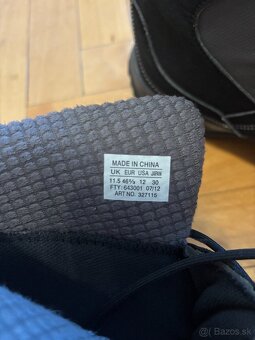 MADE IN CHINA
UK EUR USA J/BR/R
11.5 46⅔ 12 30
FTY: 643001 07/12
ART NO. 327115
Bazos.sk